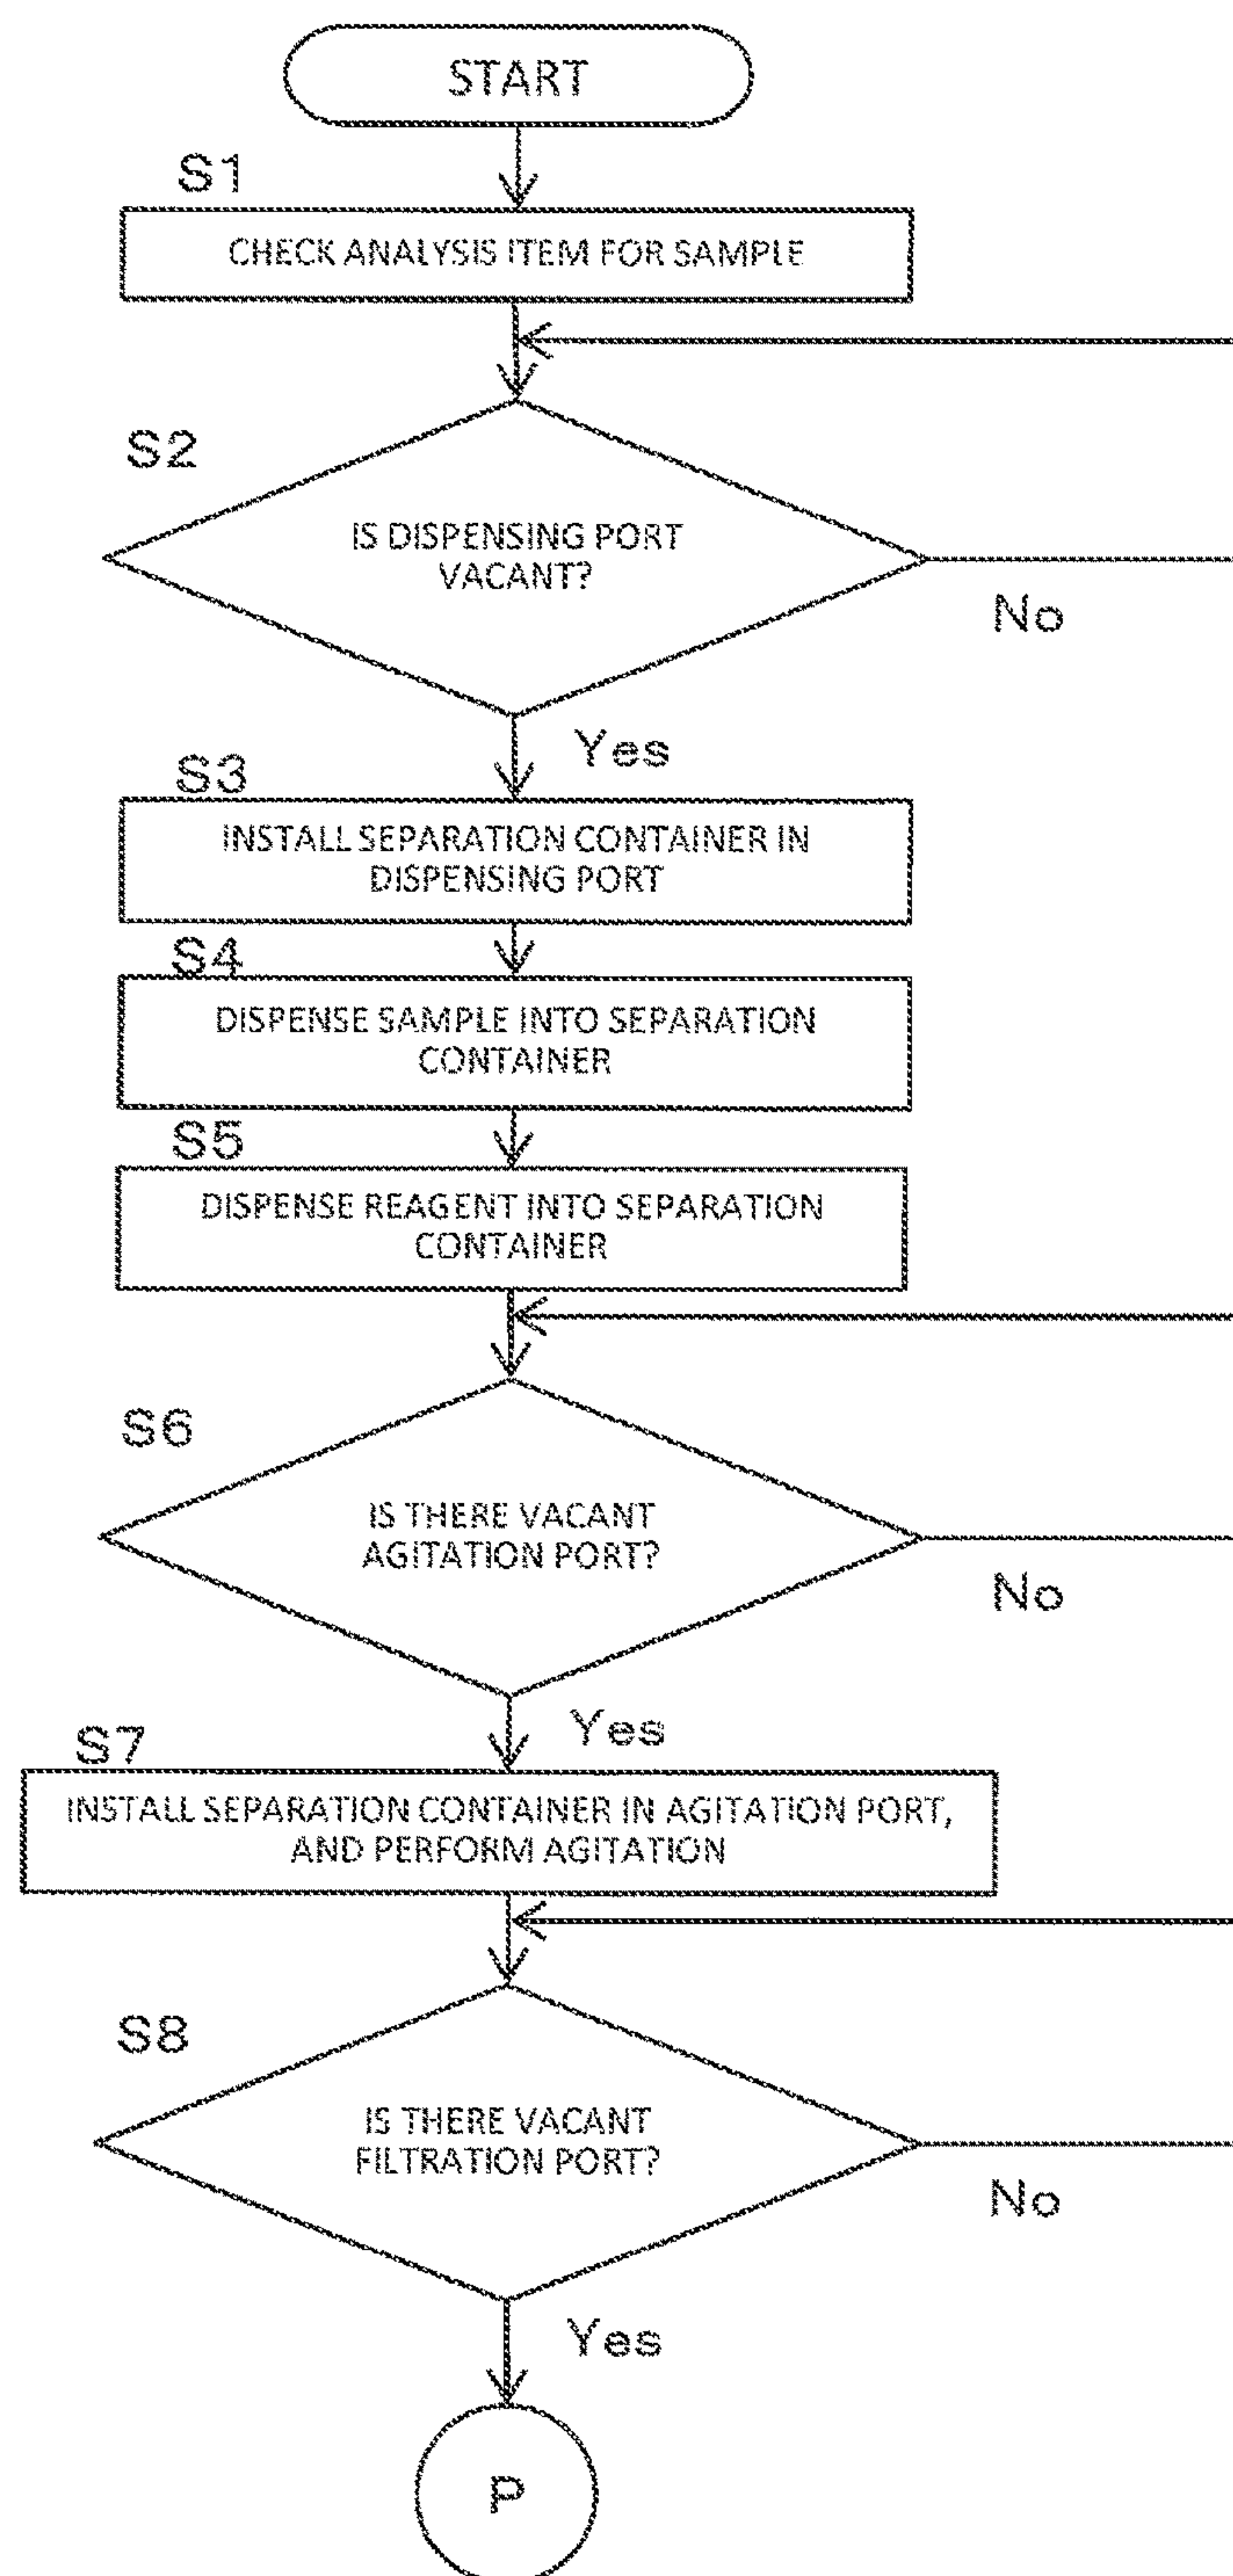 START
S1
CHECK ANALYSIS ITEM FOR SAMPLE
S2
IS DISPENSING PORT
VACANT?
No
Yes
S3
INSTALL SEPARATION CONTAINER IN
DISPENSING PORT
S4
DISPENSE SAMPLE INTO SEPARATION
CONTAINER
S5
DISPENSE REAGENT INTO SEPARATION
CONTAINER
S6
IS THERE VACANT
AGITATION PORT?
No
Yes
S7
INSTALL SEPARATION CONTAINER IN AGITATION PORT,
AND PERFORM AGITATION
S8
IS THERE VACANT
FILTRATION PORT?
No
Yes
P